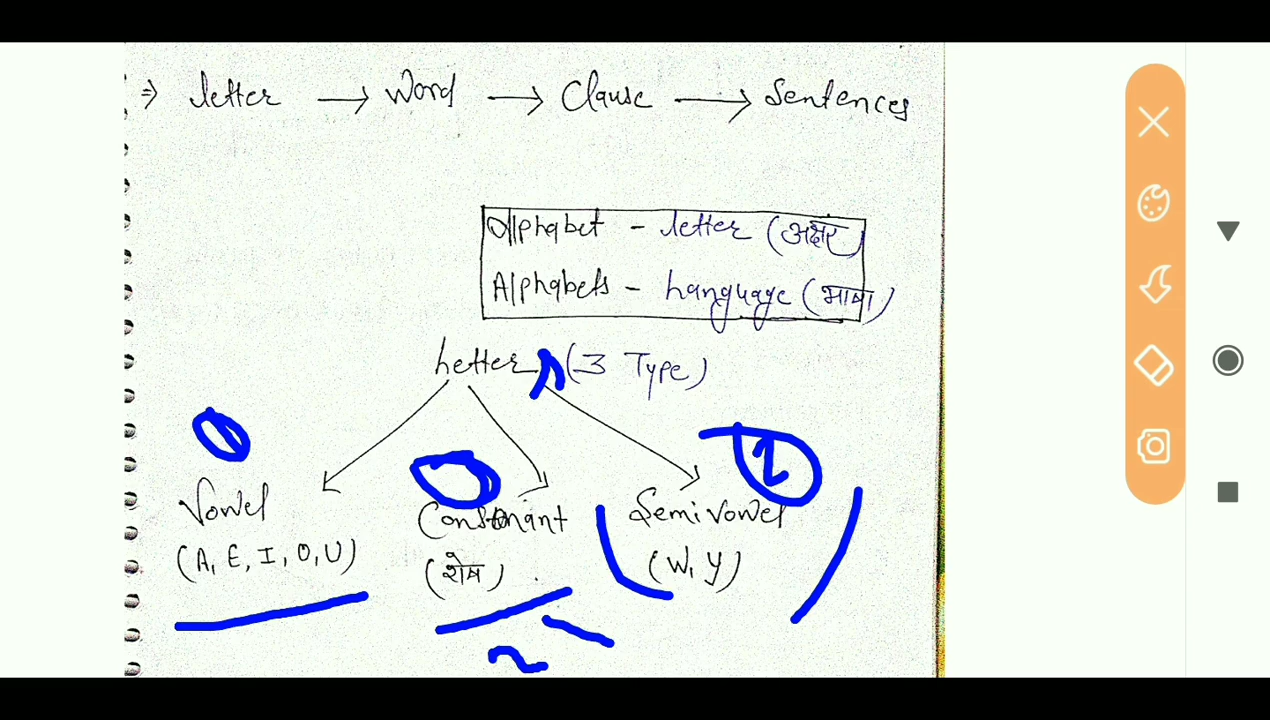 ⇒ letter → Word → Clause → Sentences
Alphabet - letter (अक्षर)
Alphabets - Language (भाषा)
Letter (3 Type)
Vowel Consonant Semivowel
(A, E, I, O, U) (शेष) (W, Y)